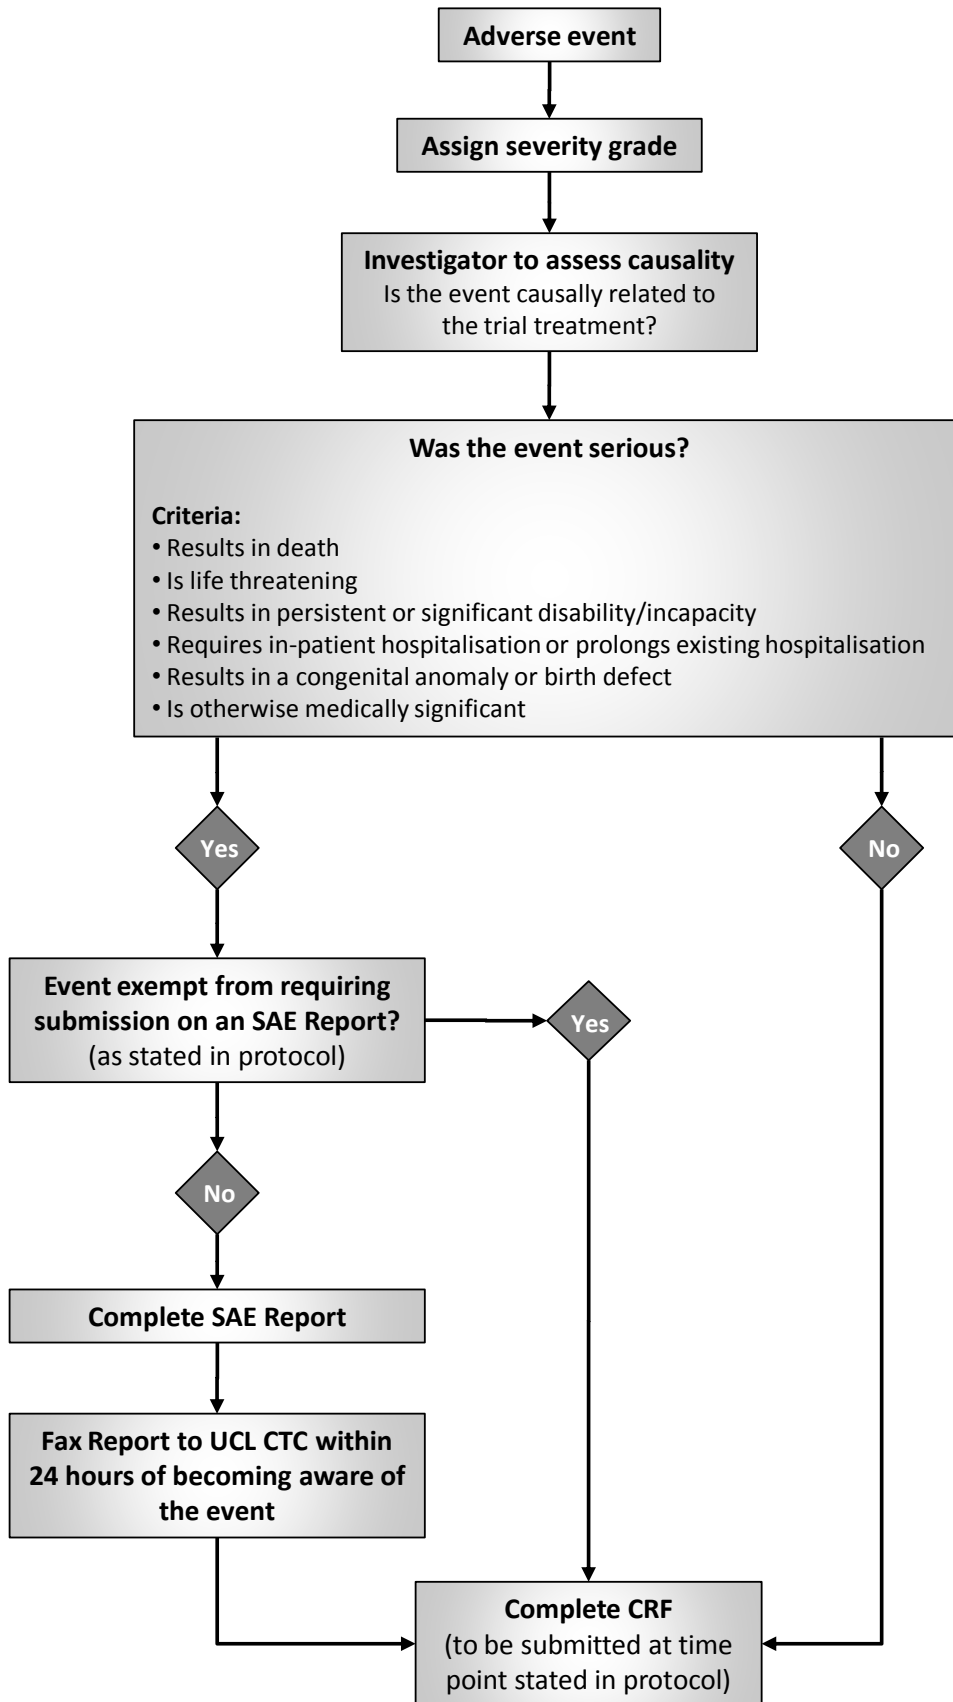 Adverse event
Assign severity grade
Investigator to assess causality
Is the event causally related to
the trial treatment?
Was the event serious?
Criteria:
• Results in death
• Is life threatening
• Results in persistent or significant disability/incapacity
• Requires in-patient hospitalisation or prolongs existing hospitalisation
• Results in a congenital anomaly or birth defect
• Is otherwise medically significant
Yes
No
Event exempt from requiring
submission on an SAE Report?
(as stated in protocol)
Yes
No
Complete SAE Report
Fax Report to UCL CTC within
24 hours of becoming aware of
the event
Complete CRF
(to be submitted at time
point stated in protocol)